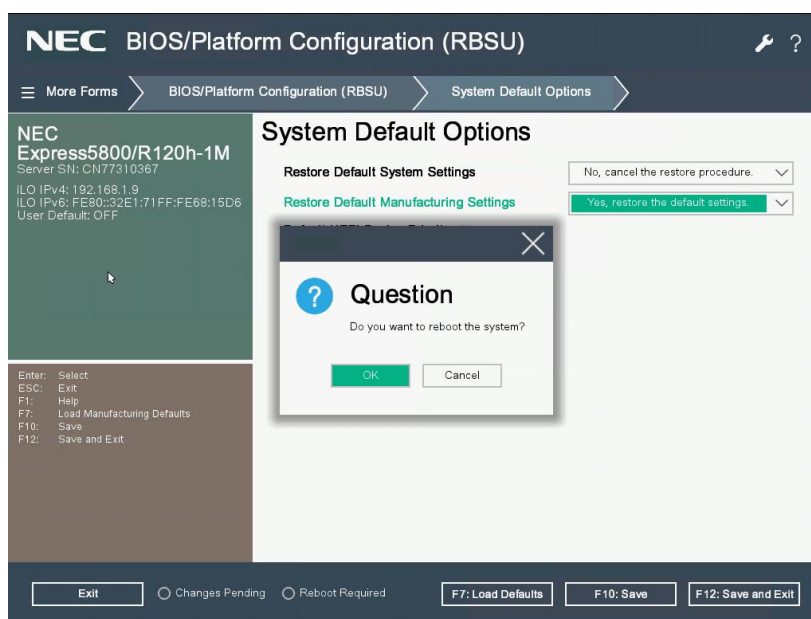 NEC BIOS/Platform Configuration (RBSU)
?
More Forms BIOS/Platform Configuration (RBSU) System Default Options
NEC
Express5800/R120h-1M
Server SN: CN77310367
iLO IPv4: 192.168.1.9
iLO IPv6: FE80::32E1:71FF:FE68:15D6
User Default: OFF
System Default Options
Restore Default System Settings No, cancel the restore procedure.
Restore Default Manufacturing Settings Yes, restore the default settings.
?
Question
Do you want to reboot the system?
OK Cancel
Enter: Select
ESC: Exit
F1: Help
F7: Load Manufacturing Defaults
F10: Save
F12: Save and Exit
Exit Changes Pending Reboot Required F7: Load Defaults F10: Save F12: Save and Exit